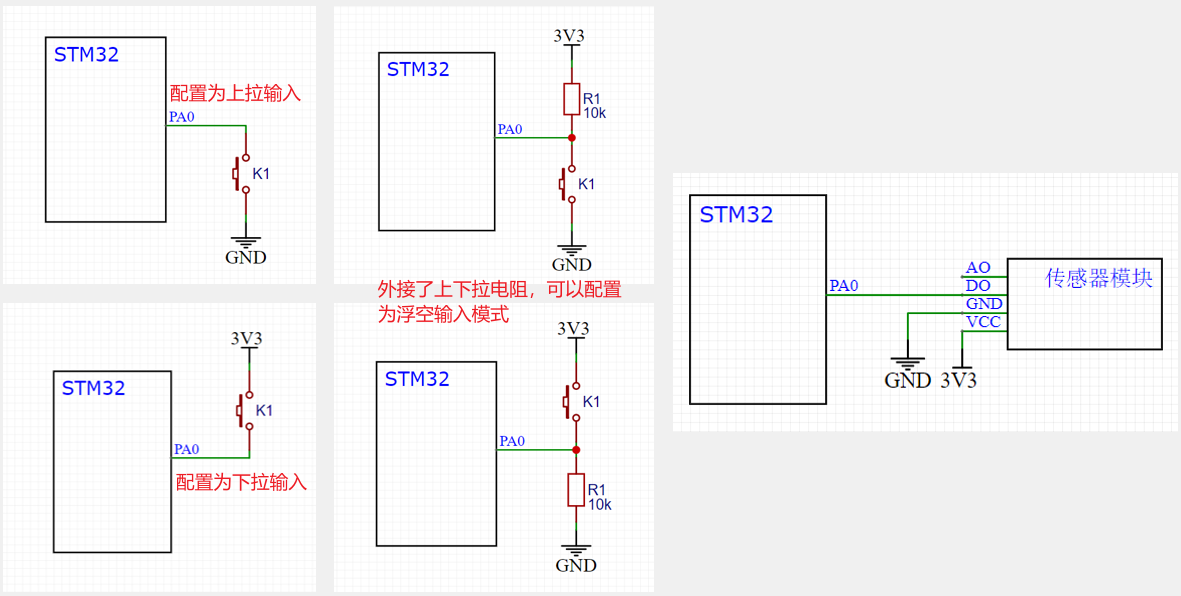 STM32
配置为上拉输入
PA0
K1
GND
3V3
STM32
R1
10k
PA0
K1
GND
外接了上下拉电阻，可以配置
为浮空输入模式
3V3
STM32
K1
PA0
配置为下拉输入
3V3
STM32
K1
PA0
R1
10k
GND
STM32
PA0
AO
DO
GND
VCC
传感器模块
GND
3V3